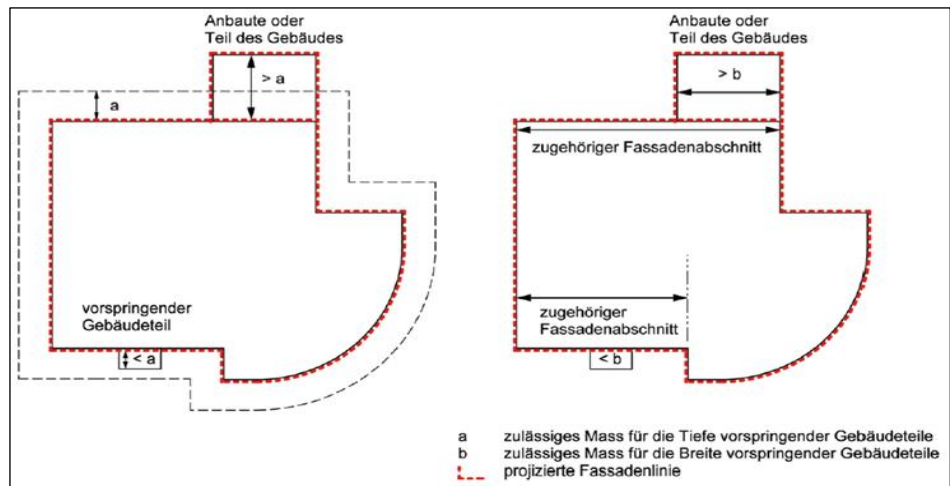 Anbaute oder
Teil des Gebäudes
> a
a
vorspringender
Gebäudeteil
< a
Anbaute oder
Teil des Gebäudes
> b
zugehöriger Fassadenabschnitt
zugehöriger
Fassadenabschnitt
< b
a zulässiges Mass für die Tiefe vorspringender Gebäudeteile
b zulässiges Mass für die Breite vorspringender Gebäudeteile
projizierte Fassadenlinie